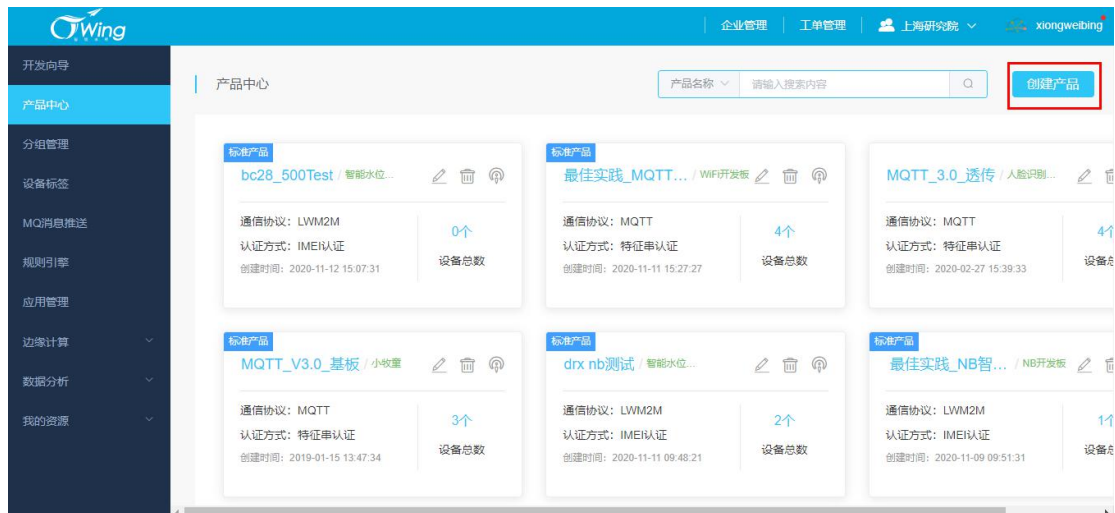 CTWing
企业管理 工单管理 上海研究院 xiongweibing
开发向导
产品中心
分组管理
设备标签
MQ消息推送
规则引擎
应用管理
边缘计算
数据分析
我的资源
产品中心 产品名称 请输入搜索内容 创建产品
标准产品
bc28_500Test / 智能水位...
通信协议：LWM2M
认证方式：IMEI认证
创建时间：2020-11-12 15:07:31
0个
设备总数
标准产品
最佳实践_MQTT... / WiFi开发板
通信协议：MQTT
认证方式：特征串认证
创建时间：2020-11-11 15:27:27
4个
设备总数
MQTT_3.0_透传 / 人脸识别...
通信协议：MQTT
认证方式：特征串认证
创建时间：2020-02-27 15:39:33
4个
设备总
标准产品
MQTT_V3.0_基板 / 小牧童
通信协议：MQTT
认证方式：特征串认证
创建时间：2019-01-15 13:47:34
3个
设备总数
标准产品
drx nb测试 / 智能水位...
通信协议：LWM2M
认证方式：IMEI认证
创建时间：2020-11-11 09:48:21
2个
设备总数
标准产品
最佳实践_NB智... / NB开发板
通信协议：LWM2M
认证方式：IMEI认证
创建时间：2020-11-09 09:51:31
1个
设备总